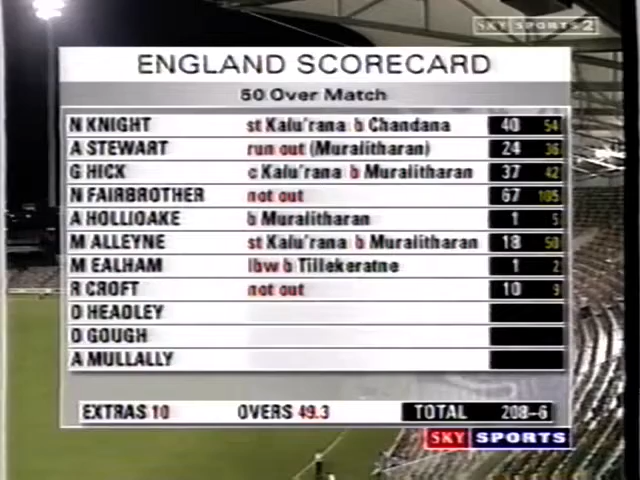 SKY SPORTS 2
ENGLAND SCORECARD
50 Over Match
N KNIGHT st Kalu'rana b Chandana 40 54
A STEWART run out (Muralitharan) 24 36
G HICK c Kalu'rana b Muralitharan 37 42
N FAIRBROTHER not out 67 105
A HOLLIOAKE b Muralitharan 1 5
M ALLEYNE st Kalu'rana b Muralitharan 18 50
M EALHAM lbw b Tillekeratne 1 2
R CROFT not out 10 9
D HEADLEY
D GOUGH
A MULLALLY
EXTRAS 10 OVERS 49.3 TOTAL 208-6
SKY SPORTS